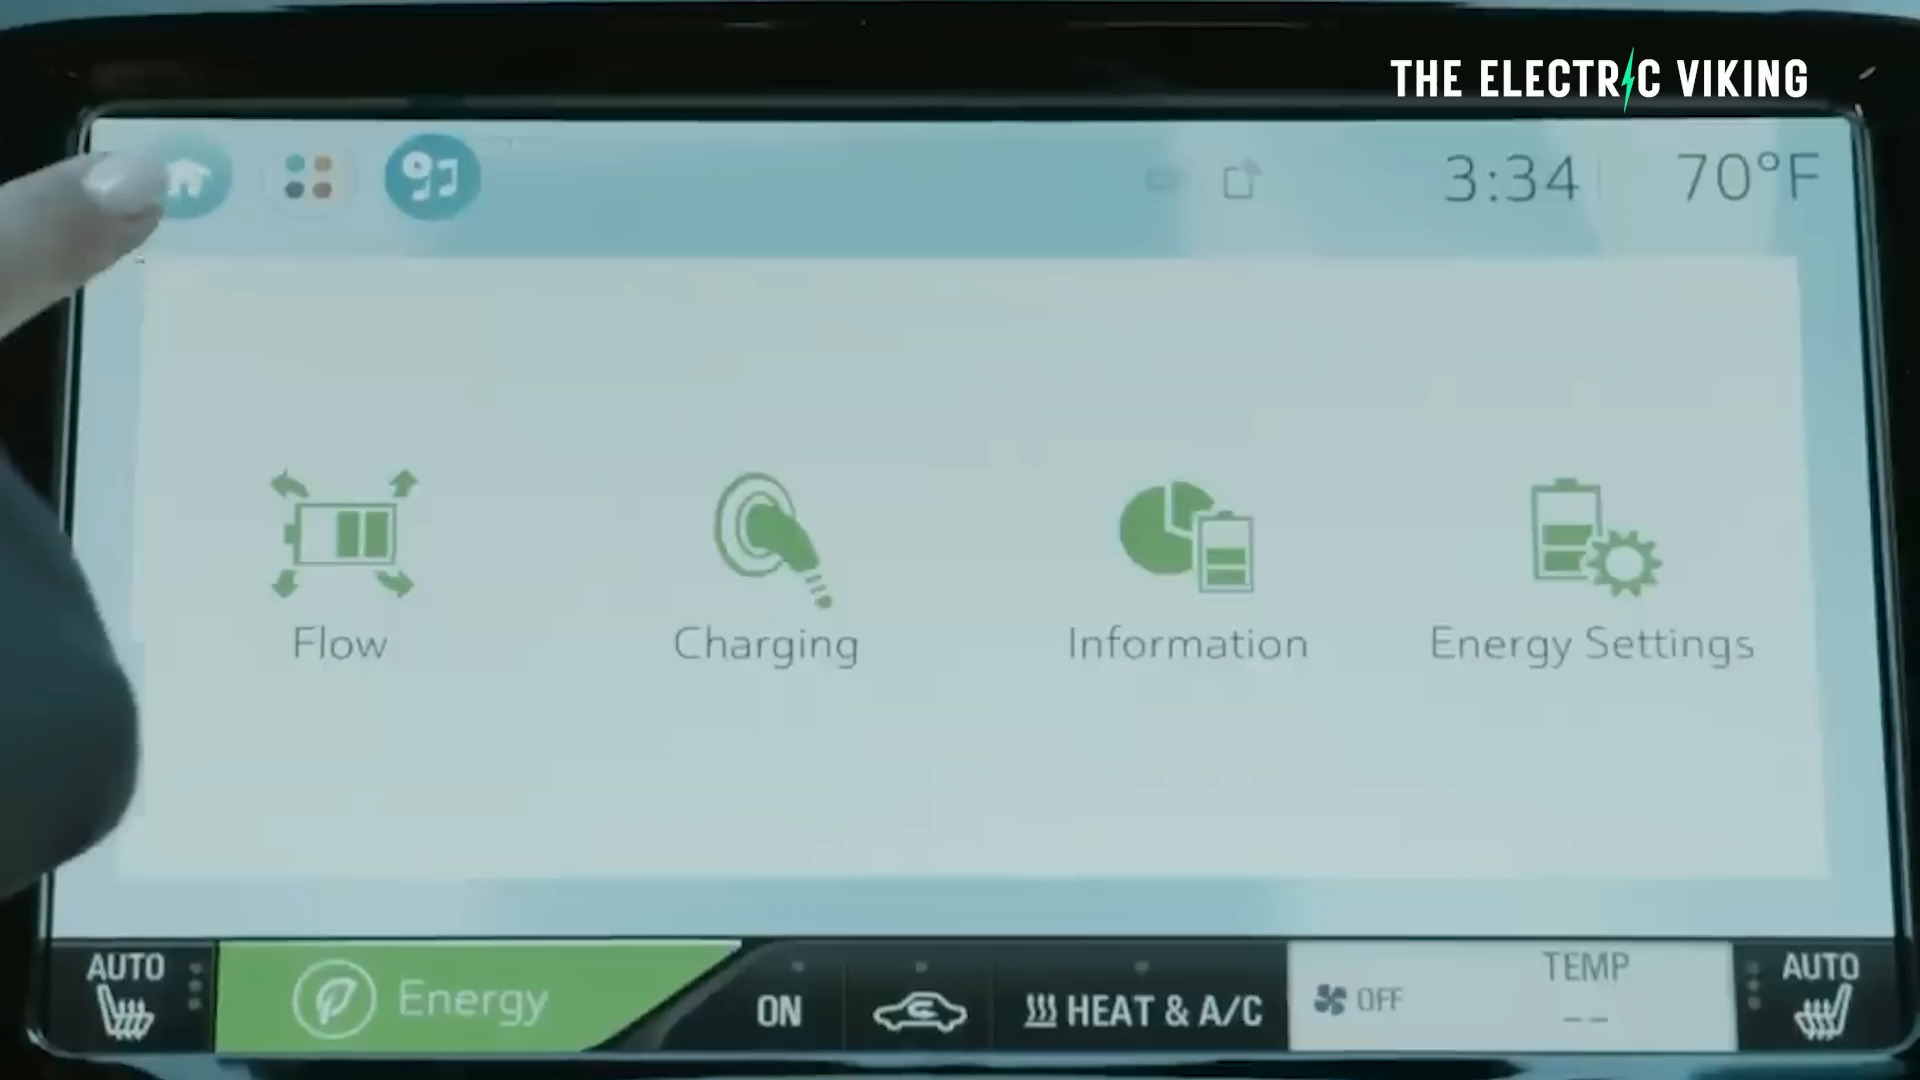 THE ELECTRIC VIKING
3:34
70°F
Flow
Charging
Information
Energy Settings
AUTO
Energy
ON
HEAT & A/C
OFF
TEMP
--
AUTO